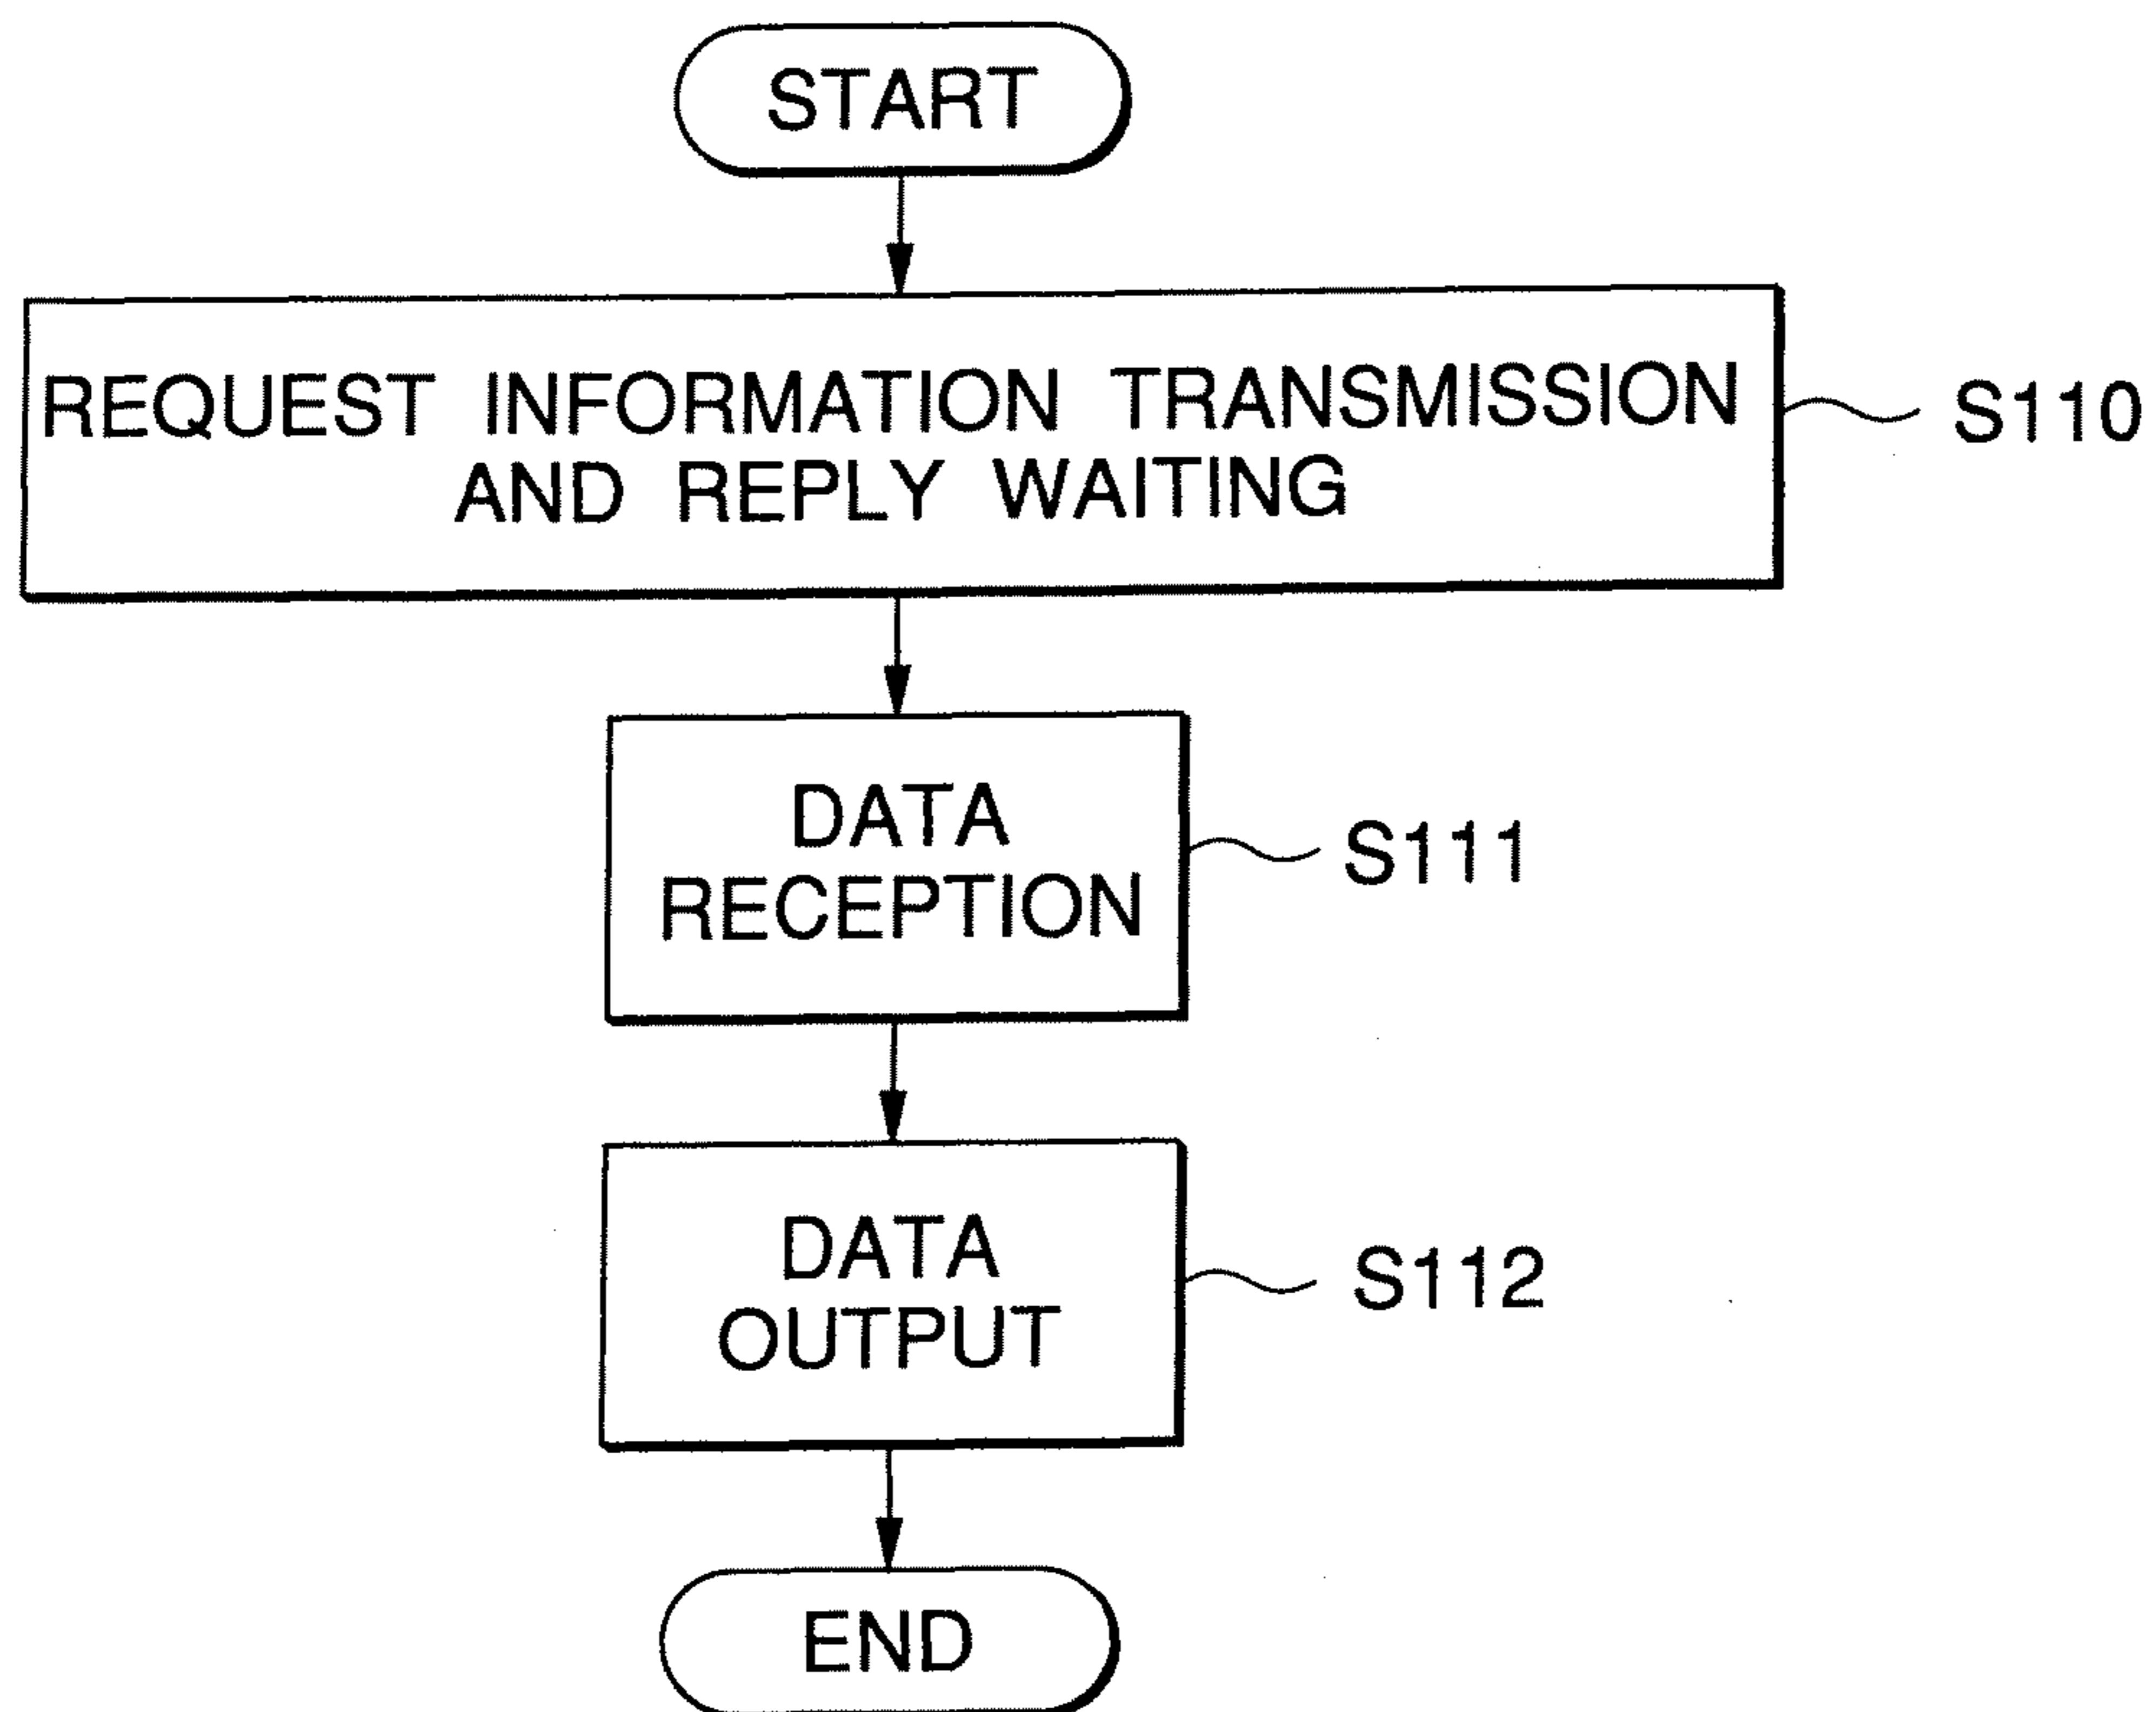 START
REQUEST INFORMATION TRANSMISSION
AND REPLY WAITING
S110
DATA
RECEPTION
S111
DATA
OUTPUT
S112
END